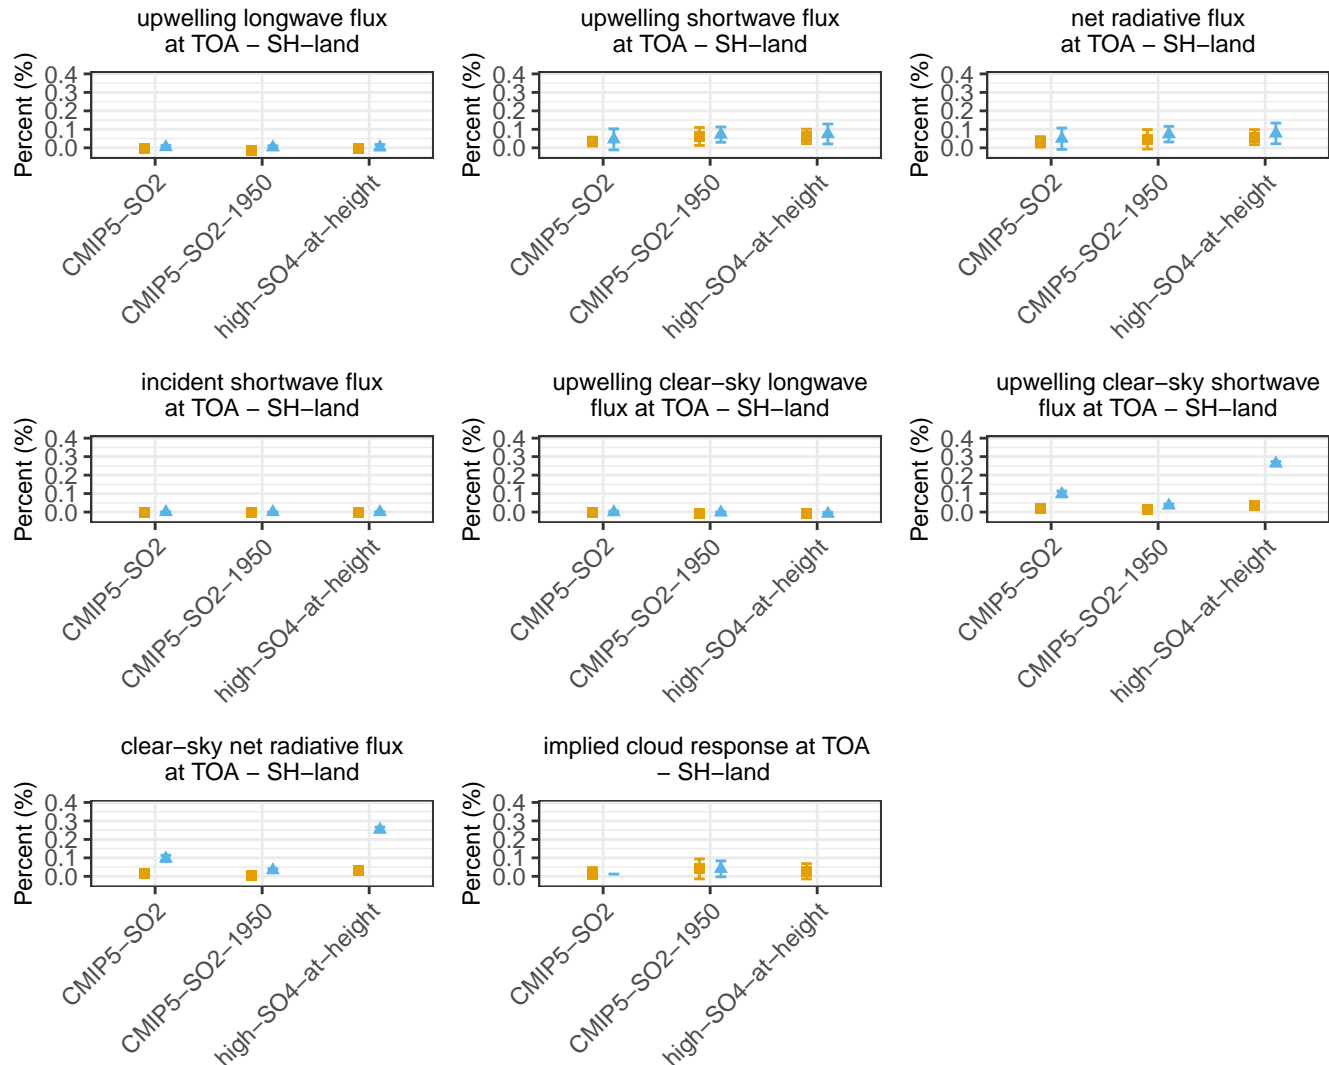 upwelling longwave flux
at TOA − SH−land
Percent (%)
0.4
0.3
0.2
0.1
0.0
CMIP5−SO2
CMIP5−SO2−1950
high−SO4−at−height
upwelling shortwave flux
at TOA − SH−land
Percent (%)
0.4
0.3
0.2
0.1
0.0
CMIP5−SO2
CMIP5−SO2−1950
high−SO4−at−height
net radiative flux
at TOA − SH−land
Percent (%)
0.4
0.3
0.2
0.1
0.0
CMIP5−SO2
CMIP5−SO2−1950
high−SO4−at−height
incident shortwave flux
at TOA − SH−land
Percent (%)
0.4
0.3
0.2
0.1
0.0
CMIP5−SO2
CMIP5−SO2−1950
high−SO4−at−height
upwelling clear−sky longwave
flux at TOA − SH−land
Percent (%)
0.4
0.3
0.2
0.1
0.0
CMIP5−SO2
CMIP5−SO2−1950
high−SO4−at−height
upwelling clear−sky shortwave
flux at TOA − SH−land
Percent (%)
0.4
0.3
0.2
0.1
0.0
CMIP5−SO2
CMIP5−SO2−1950
high−SO4−at−height
clear−sky net radiative flux
at TOA − SH−land
Percent (%)
0.4
0.3
0.2
0.1
0.0
CMIP5−SO2
CMIP5−SO2−1950
high−SO4−at−height
implied cloud response at TOA
− SH−land
Percent (%)
0.4
0.3
0.2
0.1
0.0
CMIP5−SO2
CMIP5−SO2−1950
high−SO4−at−height